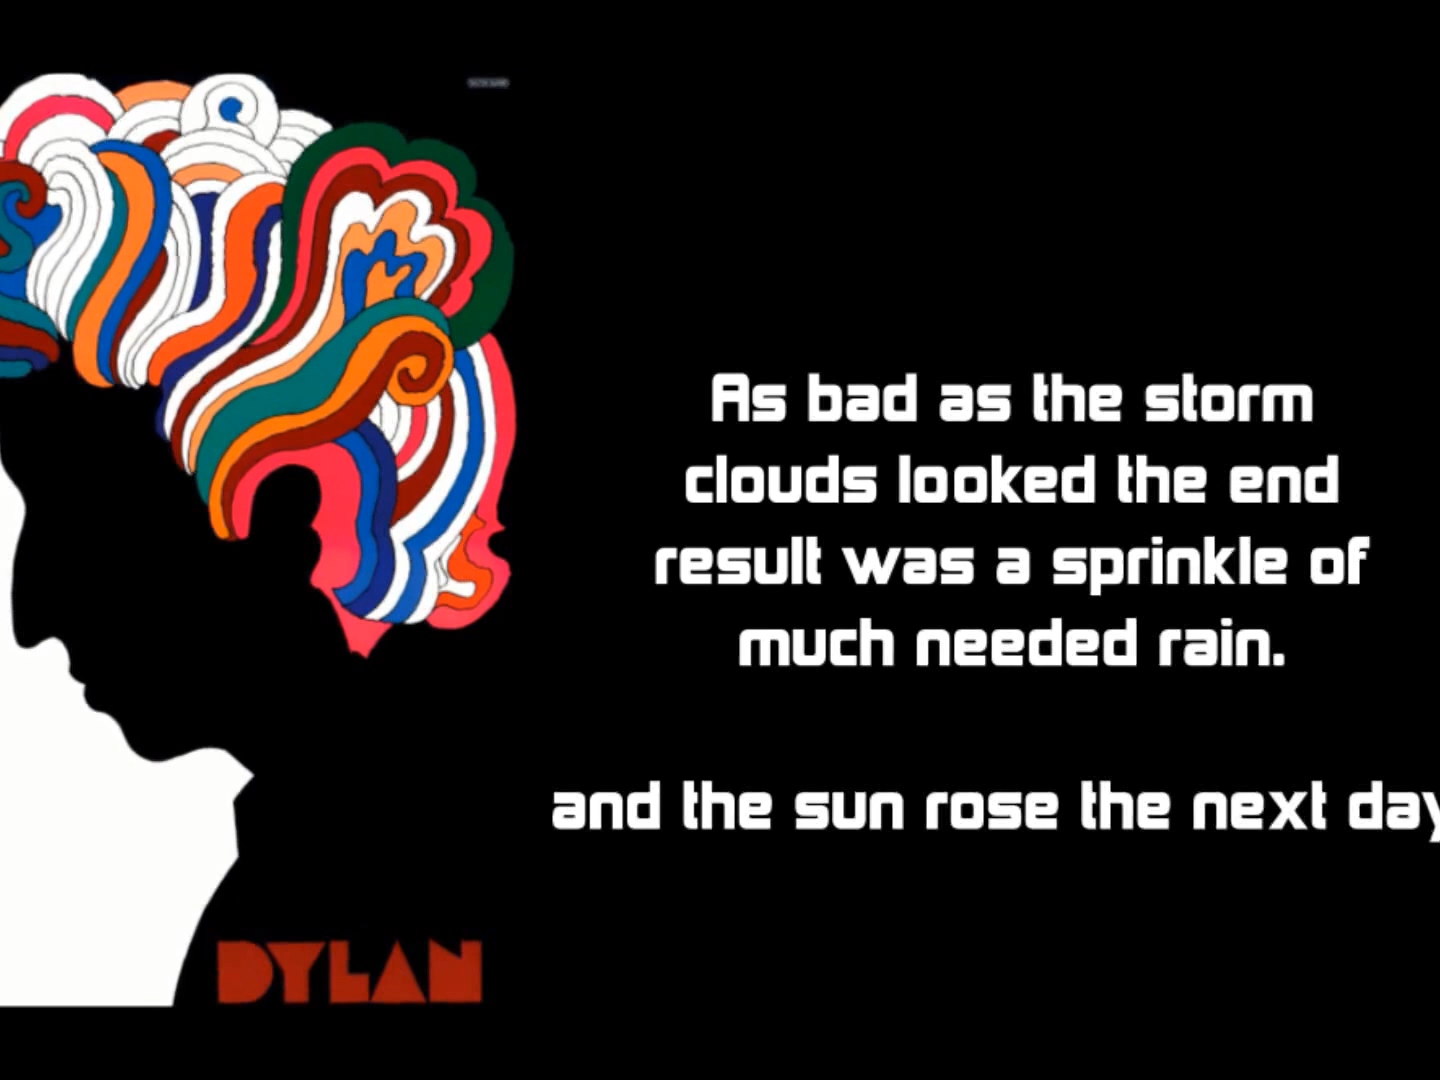 As bad as the storm
clouds looked the end
result was a sprinkle of
much needed rain.
and the sun rose the next day
DYLAN